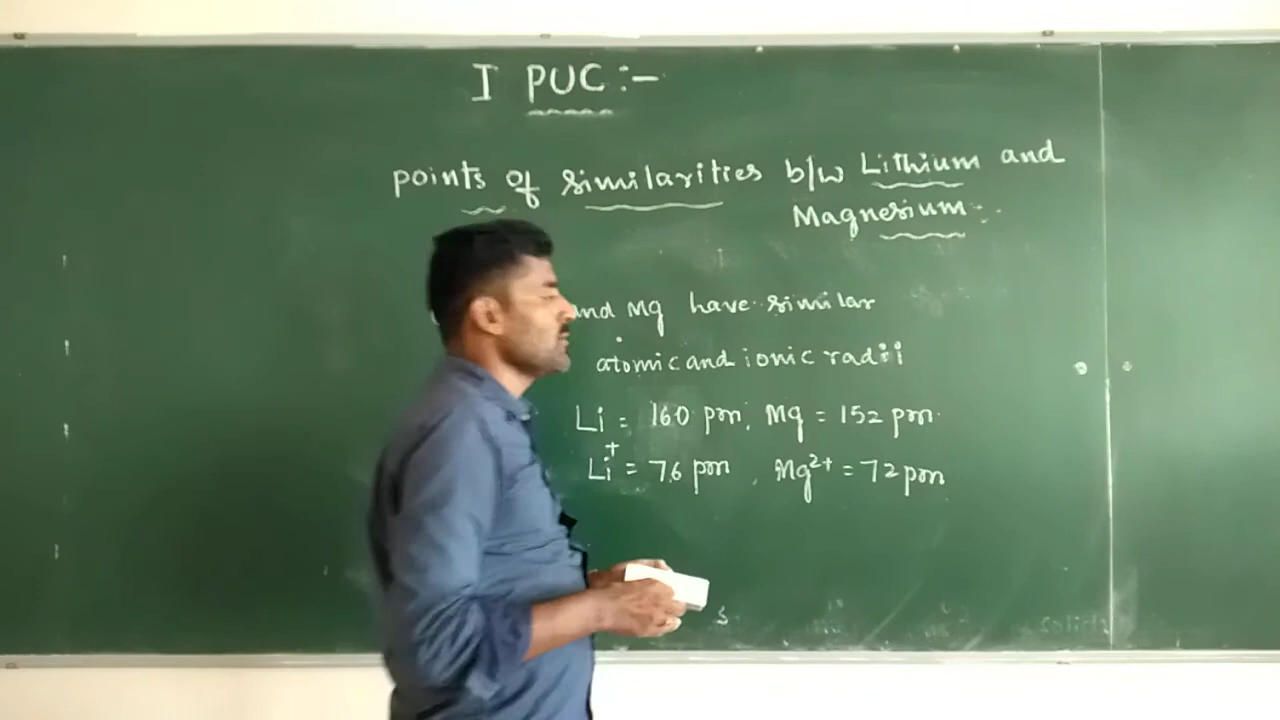 I PUC :-
points of similarities b/w Lithium and
Magnesium :-
and Mg have similar
atomic and ionic radii
Li = 160 pm, Mg = 152 pm
Li⁺ = 76 pm, Mg²⁺ = 72 pm